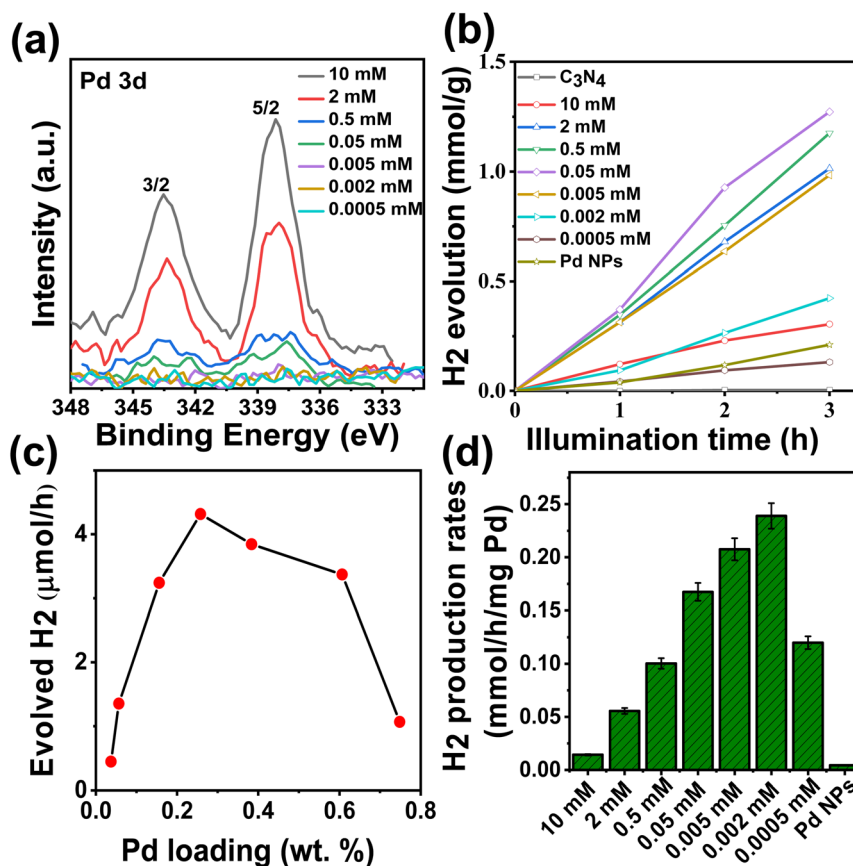 (a)
Pd 3d
3/2
5/2
10 mM
2 mM
0.5 mM
0.05 mM
0.005 mM
0.002 mM
0.0005 mM
Intensity (a.u.)
348 345 342 339 336 333
Binding Energy (eV)
(b)
C3N4
10 mM
2 mM
0.5 mM
0.05 mM
0.005 mM
0.002 mM
0.0005 mM
Pd NPs
H2 evolution (mmol/g)
1.5
1.0
0.5
0.0
0 1 2 3
Illumination time (h)
(c)
Evolved H2 (μmol/h)
4
2
0
0.0 0.2 0.4 0.6 0.8
Pd loading (wt. %)
(d)
H2 production rates
(mmol/h/mg Pd)
0.25
0.20
0.15
0.10
0.05
0.00
10 mM
2 mM
0.5 mM
0.05 mM
0.005 mM
0.002 mM
0.0005 mM
Pd NPs